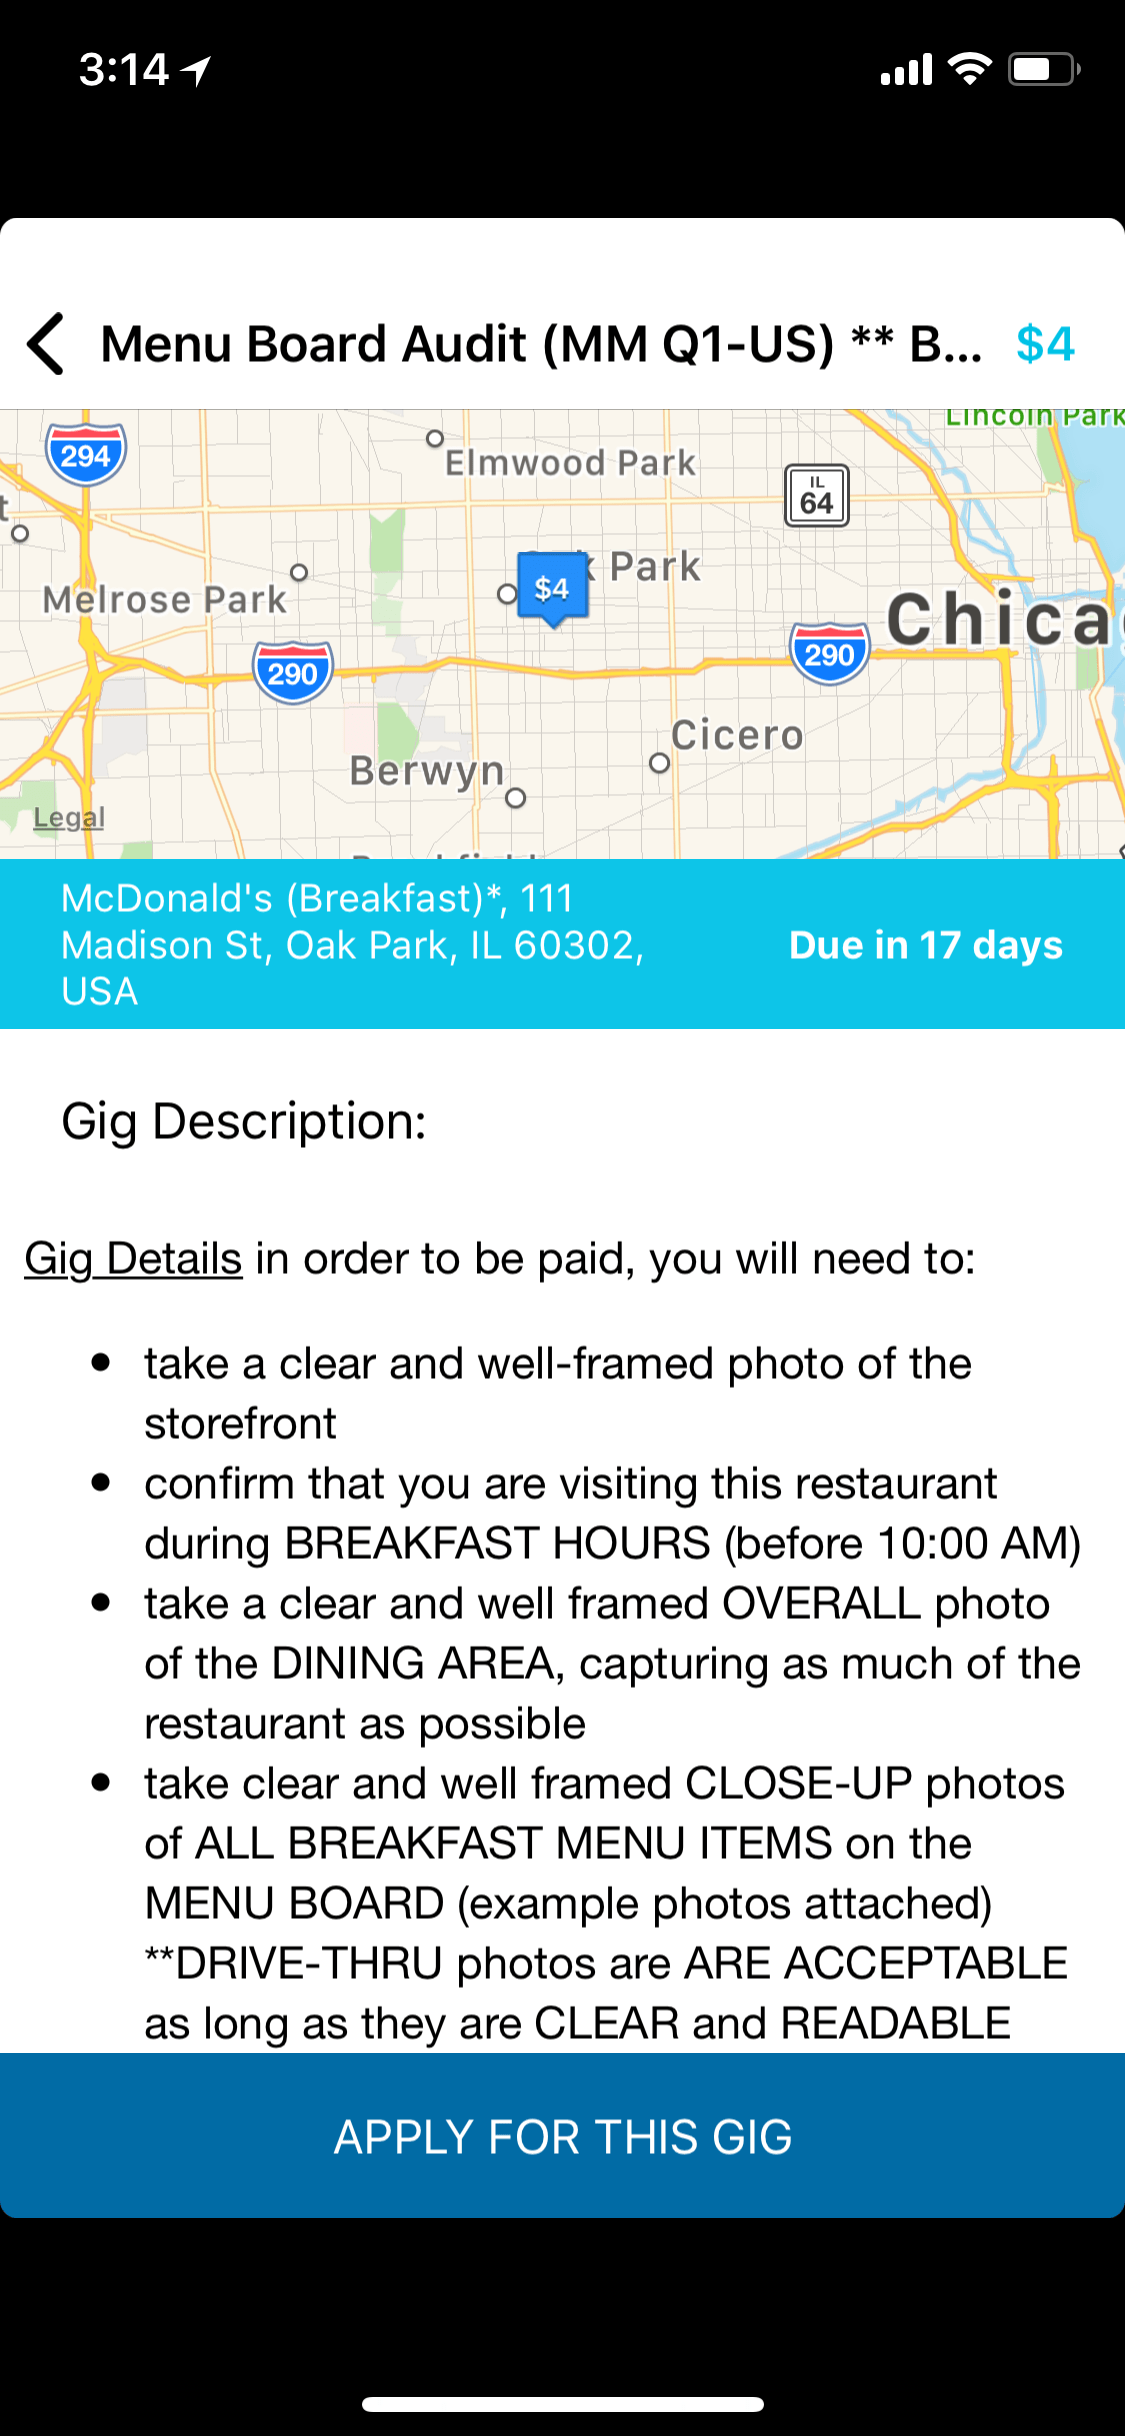 3:14
Menu Board Audit (MM Q1-US) ** B... $4
Lincoln Park
294
Elmwood Park
IL
64
Park
$4
Melrose Park
Chica
290
290
Cicero
Berwyn
Legal
McDonald's (Breakfast)*, 111
Madison St, Oak Park, IL 60302,
USA
Due in 17 days
Gig Description:
Gig Details in order to be paid, you will need to:
• take a clear and well-framed photo of the
storefront
• confirm that you are visiting this restaurant
during BREAKFAST HOURS (before 10:00 AM)
• take a clear and well framed OVERALL photo
of the DINING AREA, capturing as much of the
restaurant as possible
• take clear and well framed CLOSE-UP photos
of ALL BREAKFAST MENU ITEMS on the
MENU BOARD (example photos attached)
**DRIVE-THRU photos are ARE ACCEPTABLE
as long as they are CLEAR and READABLE
APPLY FOR THIS GIG